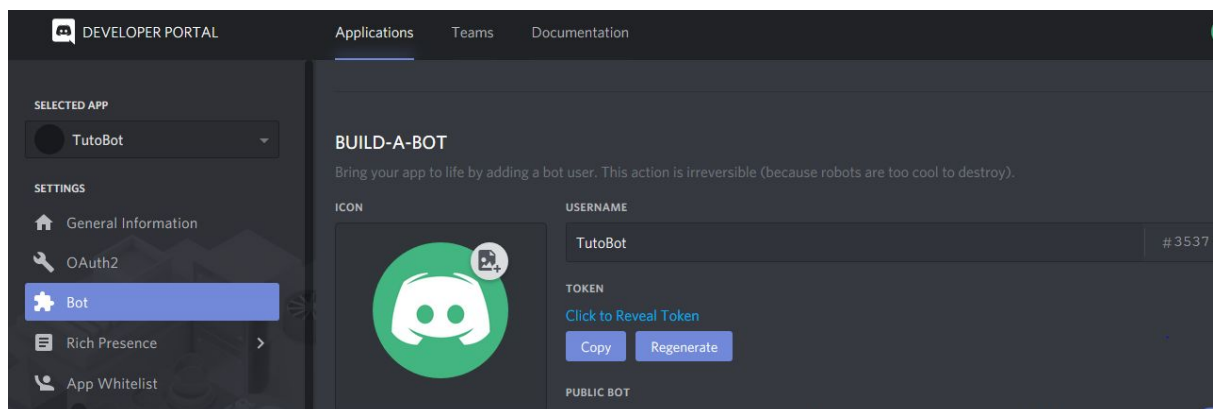 DEVELOPER PORTAL
Applications Teams Documentation
SELECTED APP
TutoBot
SETTINGS
General Information
OAuth2
Bot
Rich Presence
App Whitelist
BUILD-A-BOT
Bring your app to life by adding a bot user. This action is irreversible (because robots are too cool to destroy).
ICON
USERNAME
TutoBot #3537
TOKEN
Click to Reveal Token
Copy Regenerate
PUBLIC BOT